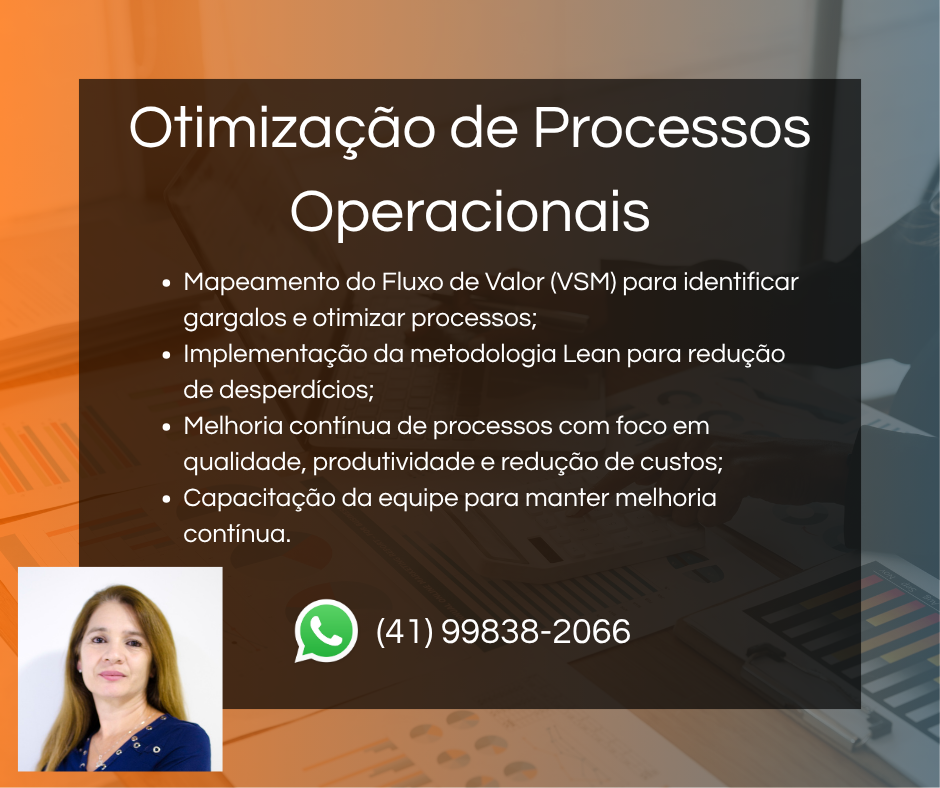 Otimização de Processos
Operacionais
• Mapeamento do Fluxo de Valor (VSM) para identificar
gargalos e otimizar processos;
• Implementação da metodologia Lean para redução
de desperdícios;
• Melhoria contínua de processos com foco em
qualidade, produtividade e redução de custos;
• Capacitação da equipe para manter melhoria
contínua.
(41) 99838-2066